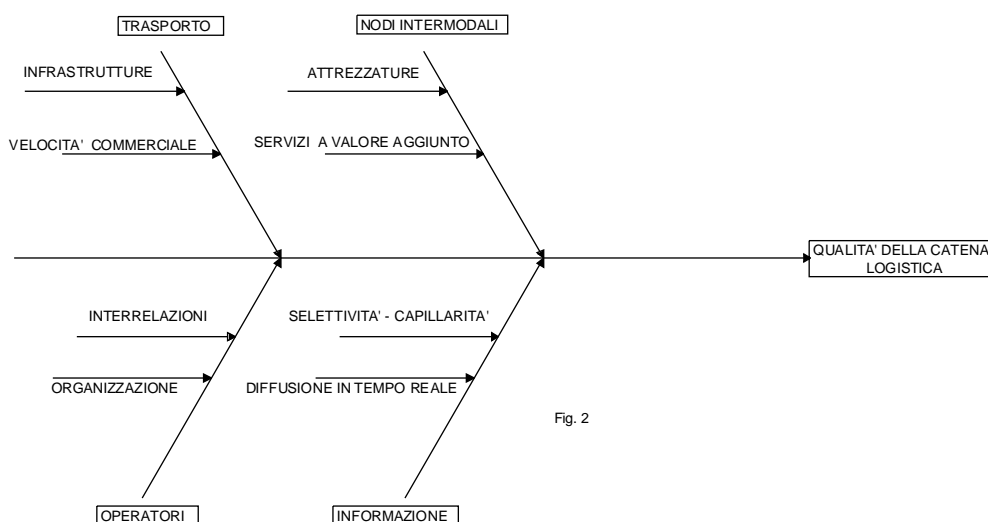 TRASPORTO
NODI INTERMODALI
INFRASTRUTTURE
ATTREZZATURE
VELOCITA' COMMERCIALE
SERVIZI A VALORE AGGIUNTO
QUALITA' DELLA CATENA
LOGISTICA
INTERRELAZIONI
SELETTIVITA' - CAPILLARITA'
ORGANIZZAZIONE
DIFFUSIONE IN TEMPO REALE
Fig. 2
OPERATORI
INFORMAZIONE